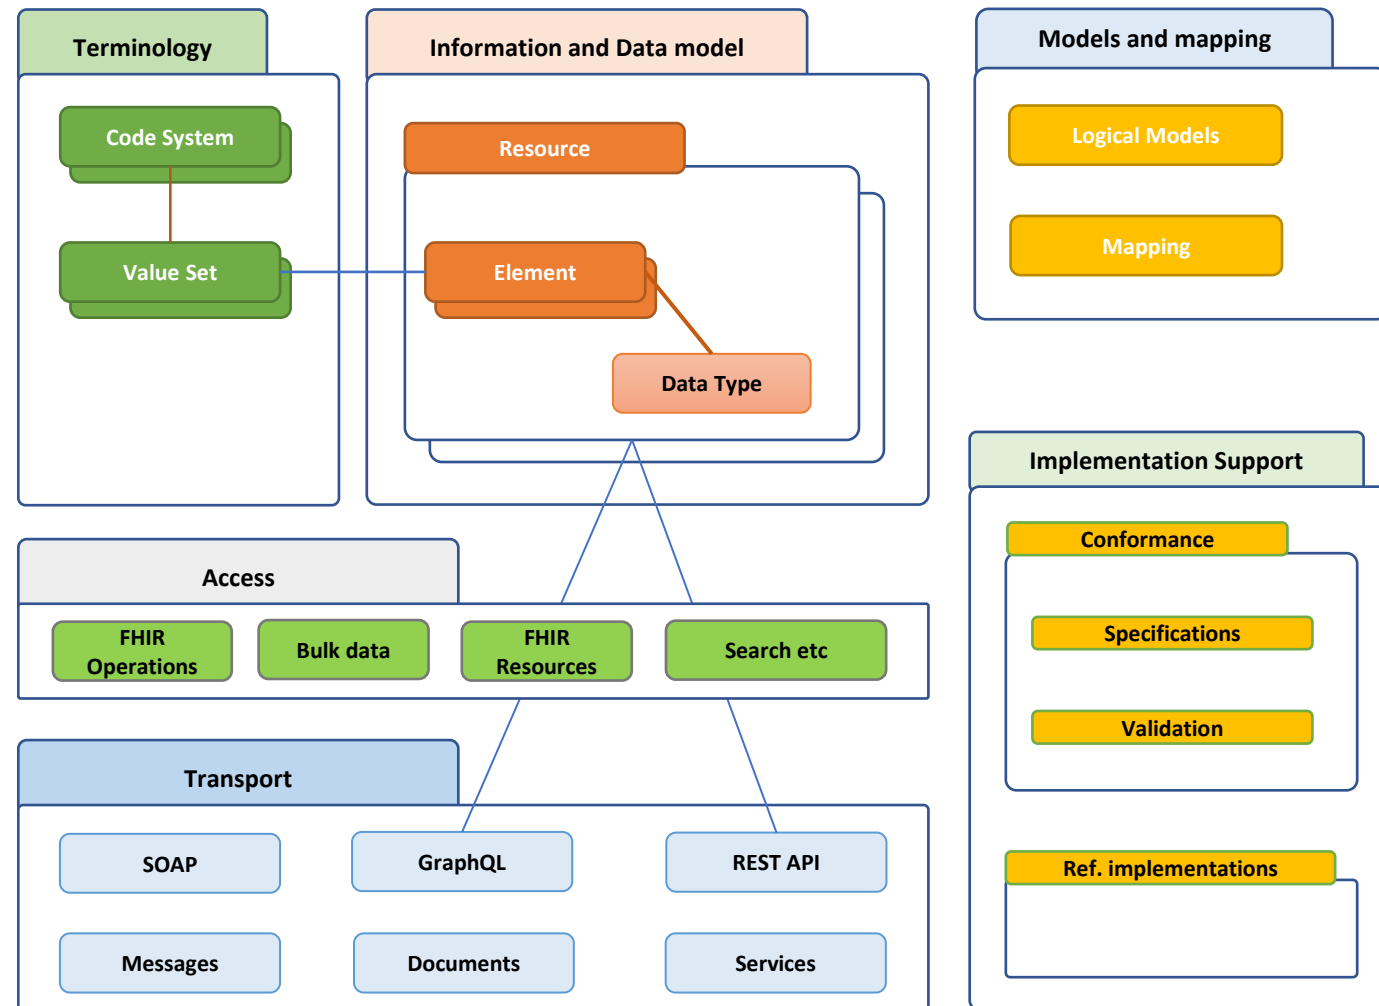 Terminology
Code System
Value Set
Information and Data model
Resource
Element
Data Type
Models and mapping
Logical Models
Mapping
Access
FHIR
Operations
Bulk data
FHIR
Resources
Search etc
Transport
SOAP
GraphQL
REST API
Messages
Documents
Services
Implementation Support
Conformance
Specifications
Validation
Ref. implementations